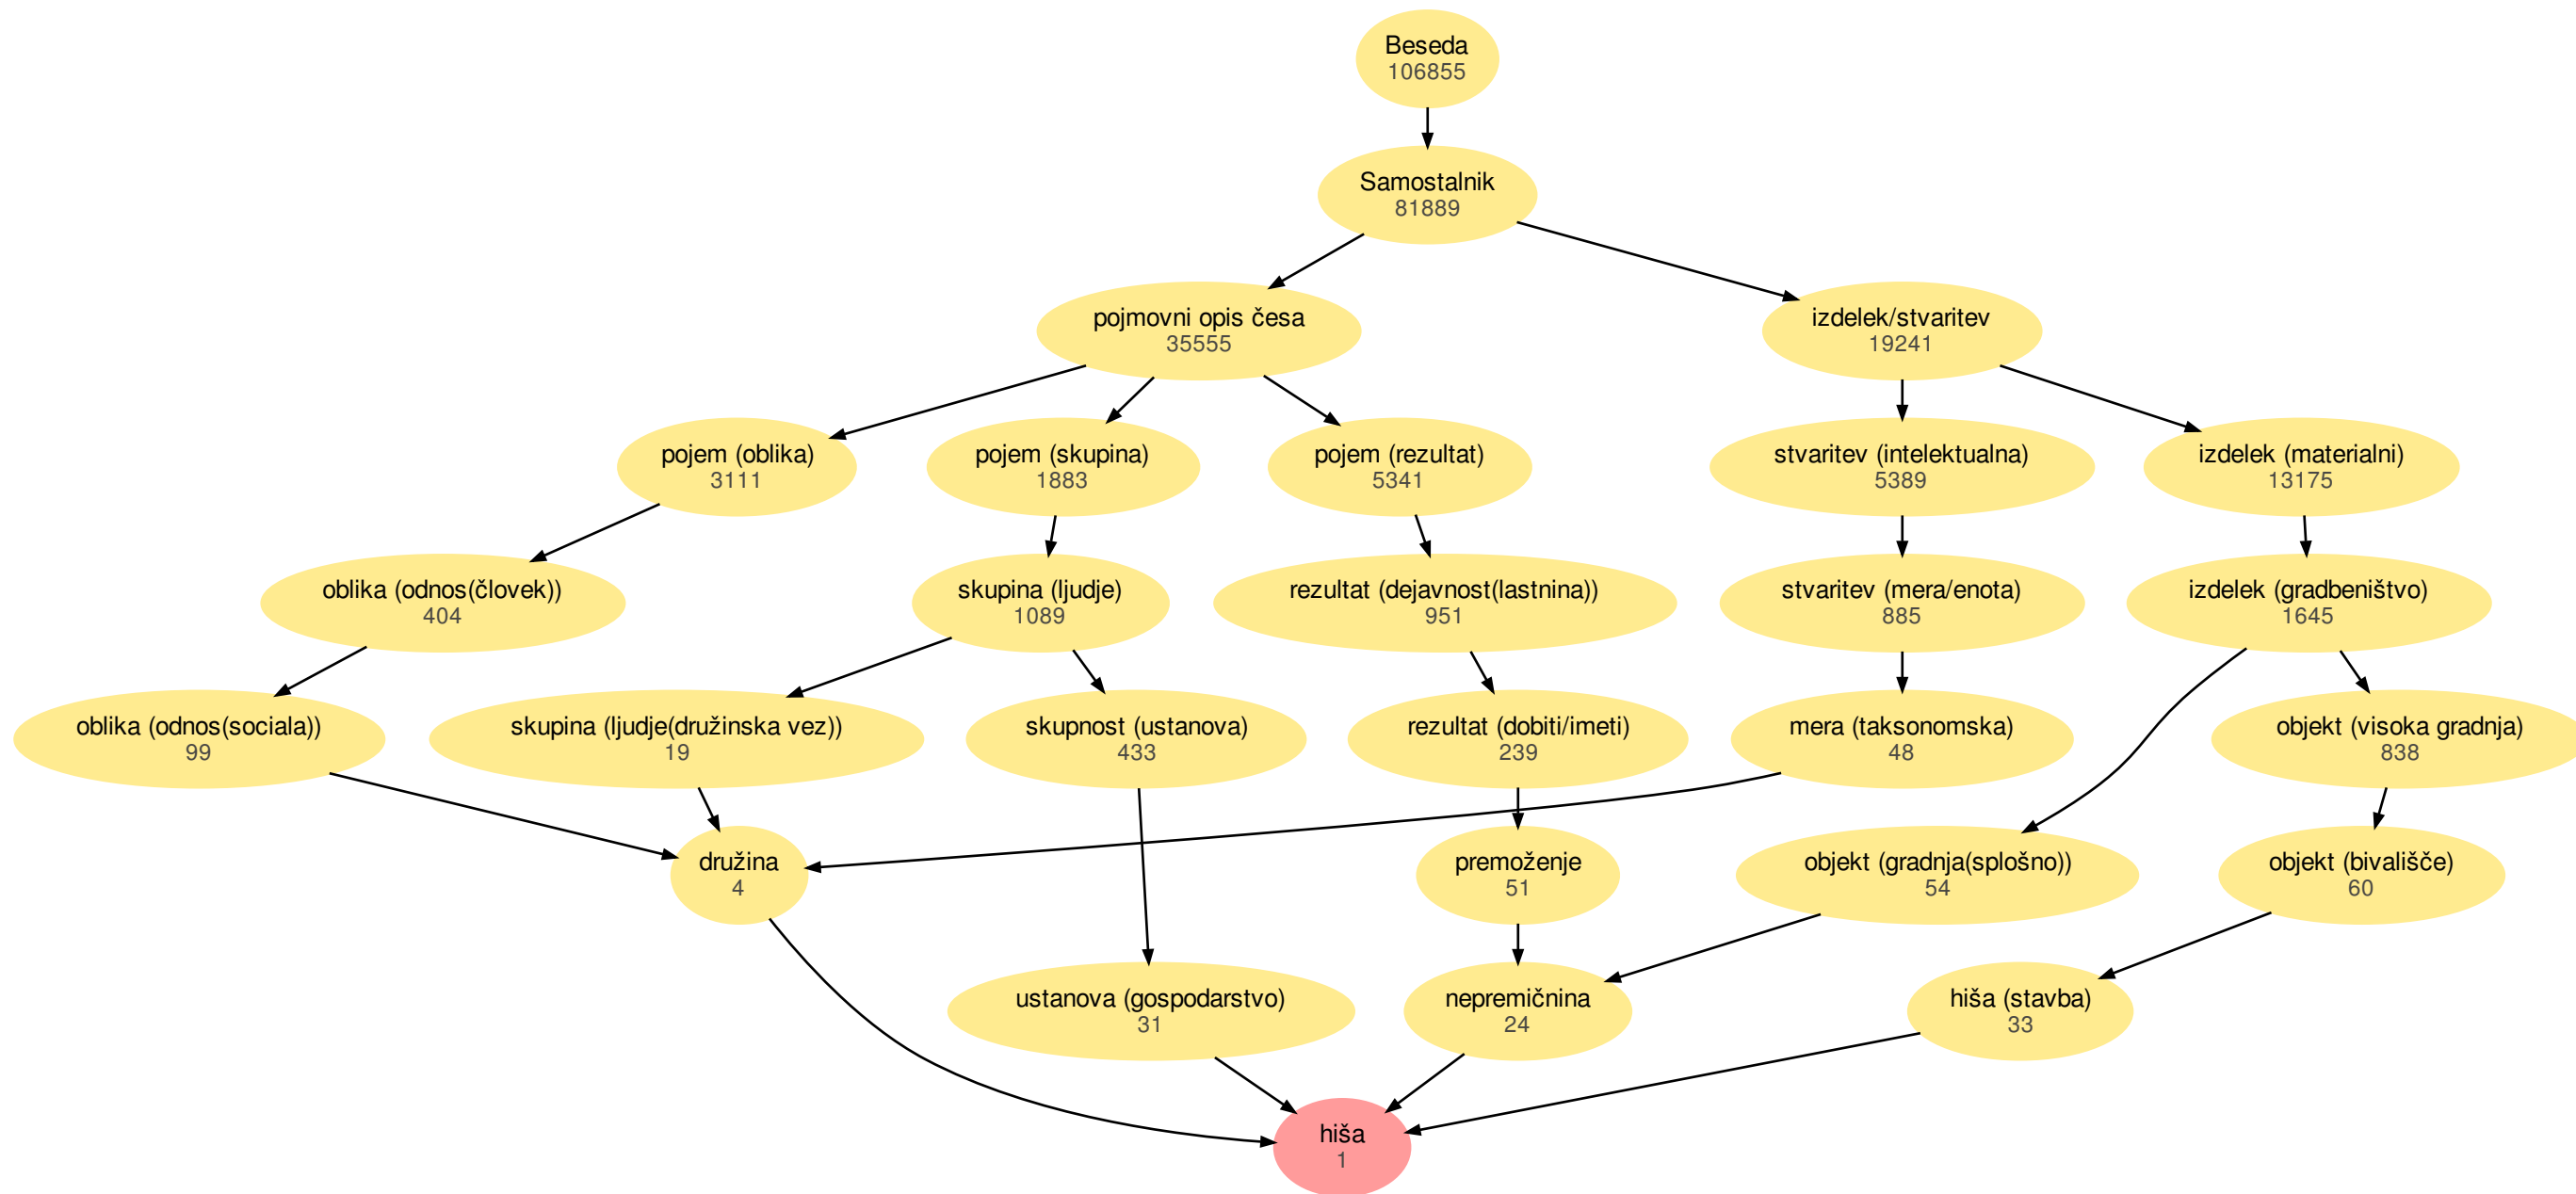 Beseda
106855
Samostalnik
81889
pojmovni opis česa
35555
izdelek/stvaritev
19241
pojem (oblika)
3111
pojem (skupina)
1883
pojem (rezultat)
5341
stvaritev (intelektualna)
5389
izdelek (materialni)
13175
oblika (odnos(človek))
404
skupina (ljudje)
1089
rezultat (dejavnost(lastnina))
951
stvaritev (mera/enota)
885
izdelek (gradbeništvo)
1645
oblika (odnos(sociala))
99
skupina (ljudje(družinska vez))
19
skupnost (ustanova)
433
rezultat (dobiti/imeti)
239
mera (taksonomska)
48
objekt (visoka gradnja)
838
družina
4
premoženje
51
objekt (gradnja(splošno))
54
objekt (bivališče)
60
ustanova (gospodarstvo)
31
nepremičnina
24
hiša (stavba)
33
hiša
1